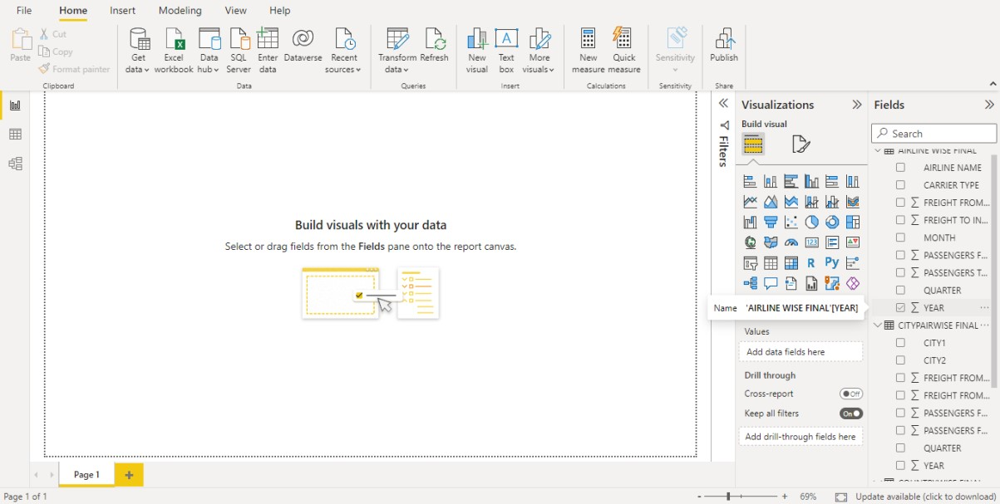 File Home Insert Modeling View Help
Paste
Cut
Copy
Format painter
Clipboard
Get data
Excel workbook
Data hub
SQL Server
Enter data
Dataverse
Recent sources
Data
Transform data
Refresh
Queries
New visual
A
Text box
More visuals
Insert
New measure
Quick measure
Calculations
Sensitivity
Sensitivity
Publish
Share
Build visuals with your data
Select or drag fields from the Fields pane onto the report canvas.
Filters
Visualizations
Build visual
123
R
Py
Name 'AIRLINE WISE FINAL'[YEAR]
Values
Add data fields here
Drill through
Cross-report Off
Keep all filters On
Add drill-through fields here
Fields
Search
AIRLINE WISE FINAL
AIRLINE NAME
CARRIER TYPE
∑ FREIGHT FROM...
∑ FREIGHT TO IN...
MONTH
∑ PASSENGERS F...
∑ PASSENGERS T...
QUARTER
∑ YEAR ...
CITYPAIRWISE FINAL ...
CITY1
CITY2
∑ FREIGHT FROM...
∑ FREIGHT FROM...
∑ PASSENGERS F...
∑ PASSENGERS F...
QUARTER
∑ YEAR
COUNTRYWISE FINAL
Page 1 +
Page 1 of 1
- + 69%
Update available (click to download)